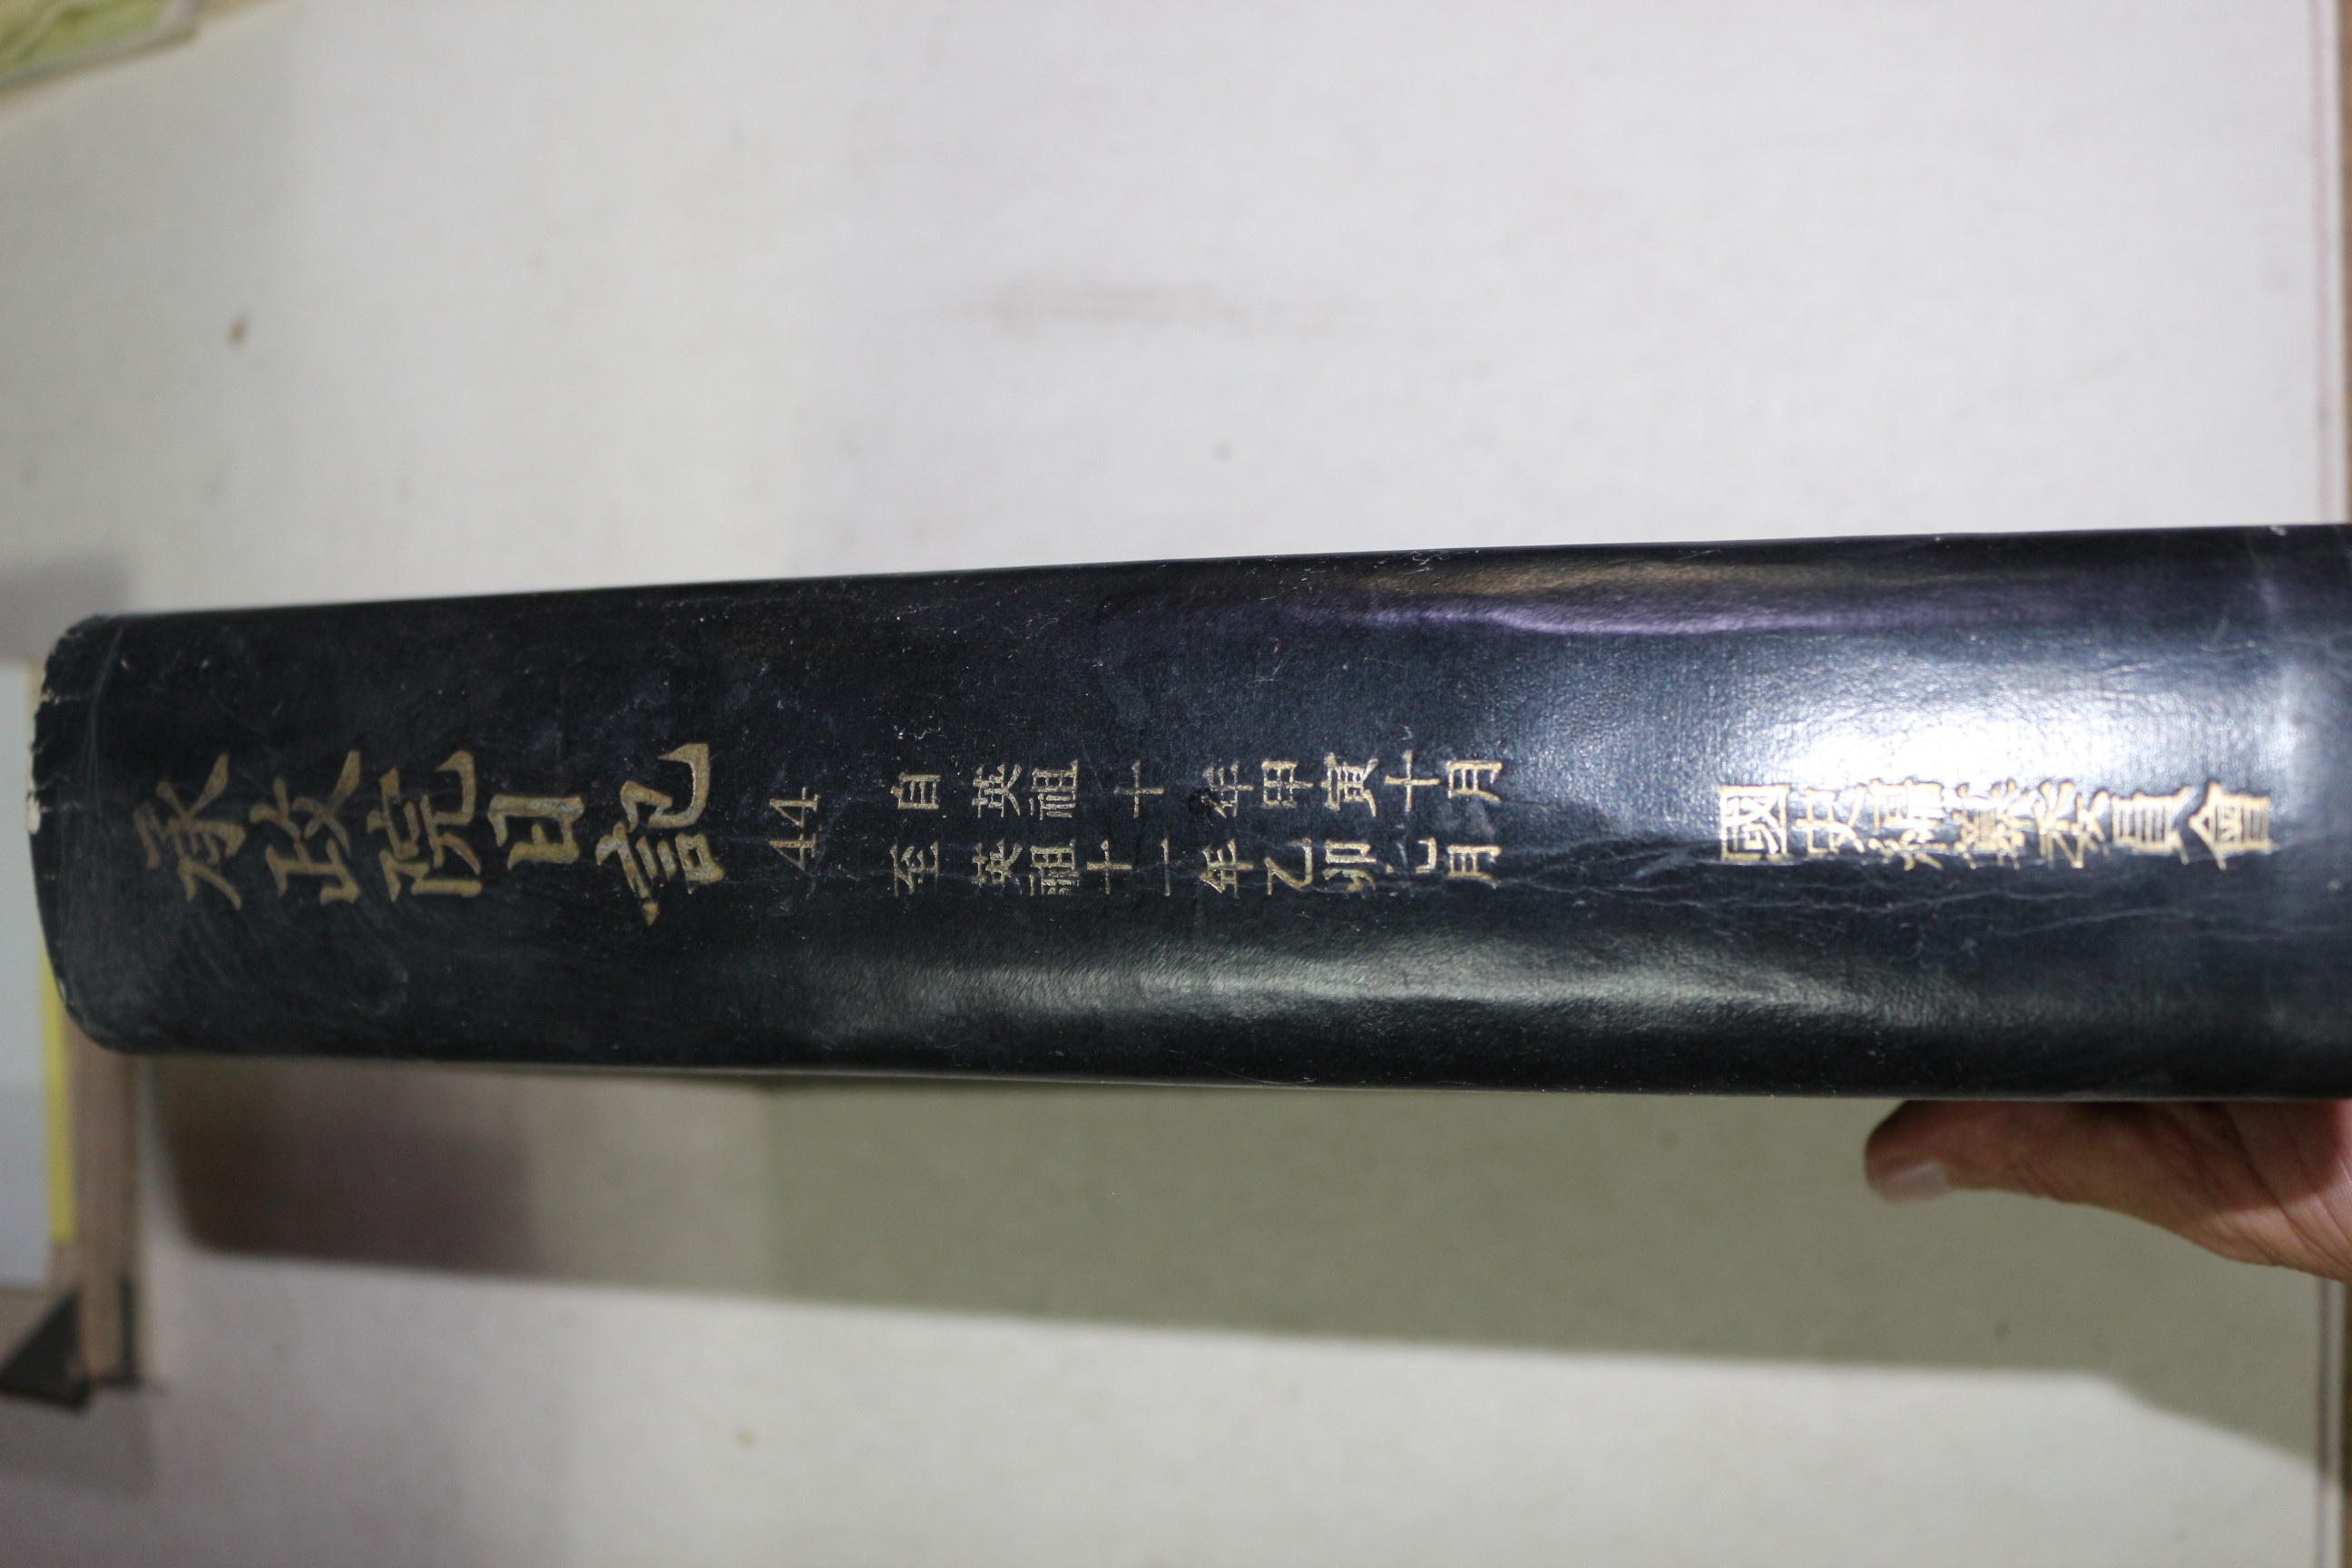 承政院日記
44
自 英祖 十 年甲寅十月
至 英祖十一年乙卯 月
國史編纂委員會